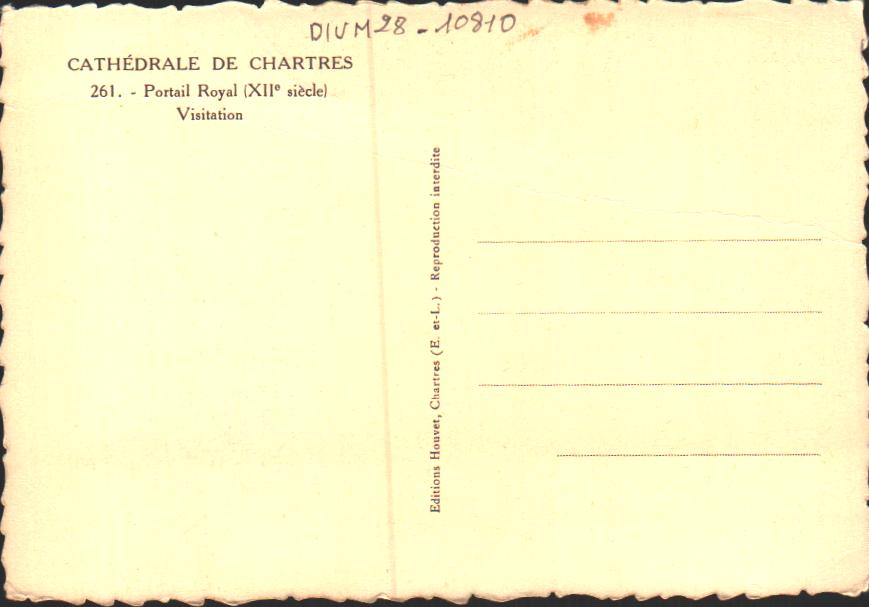 DIVM28-10810
CATHÉDRALE DE CHARTRES
261. - Portail Royal (XIIe siècle)
Visitation
Editions Houvet, Chartres (E. et-L.) - Reproduction interdite